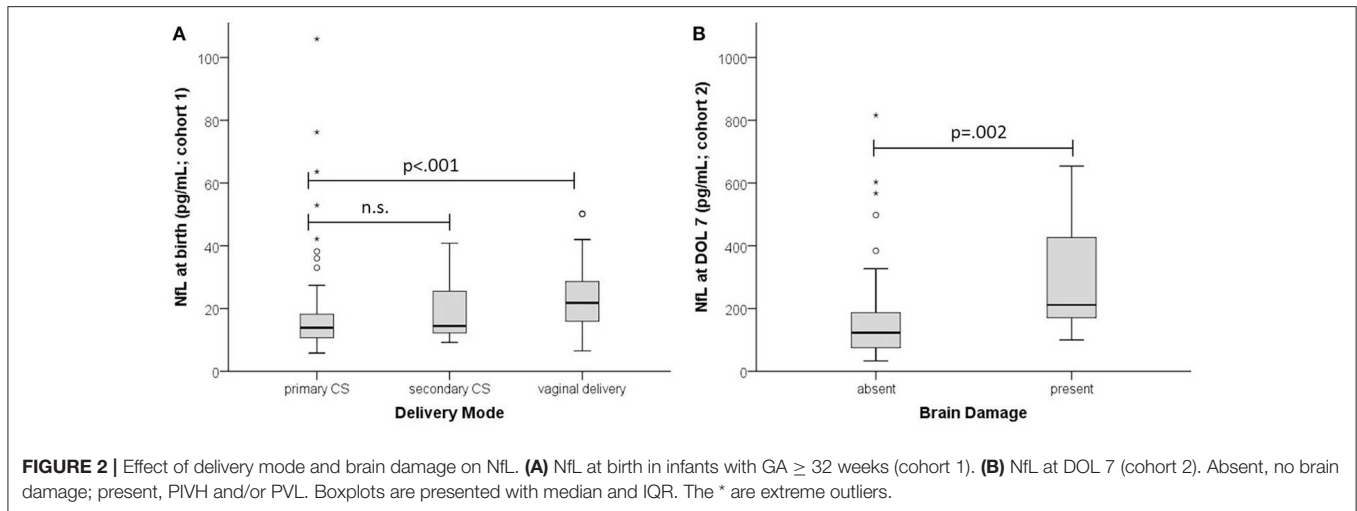 A
NfL at birth (pg/mL; cohort 1)
100
80
60
40
20
0
p<.001
n.s.
primary CS
secondary CS
vaginal delivery
Delivery Mode
B
NfL at DOL 7 (pg/mL; cohort 2)
1000
800
600
400
200
0
p=.002
absent
present
Brain Damage
FIGURE 2 | Effect of delivery mode and brain damage on NfL. (A) NfL at birth in infants with GA ≥ 32 weeks (cohort 1). (B) NfL at DOL 7 (cohort 2). Absent, no brain
damage; present, PIVH and/or PVL. Boxplots are presented with median and IQR. The * are extreme outliers.